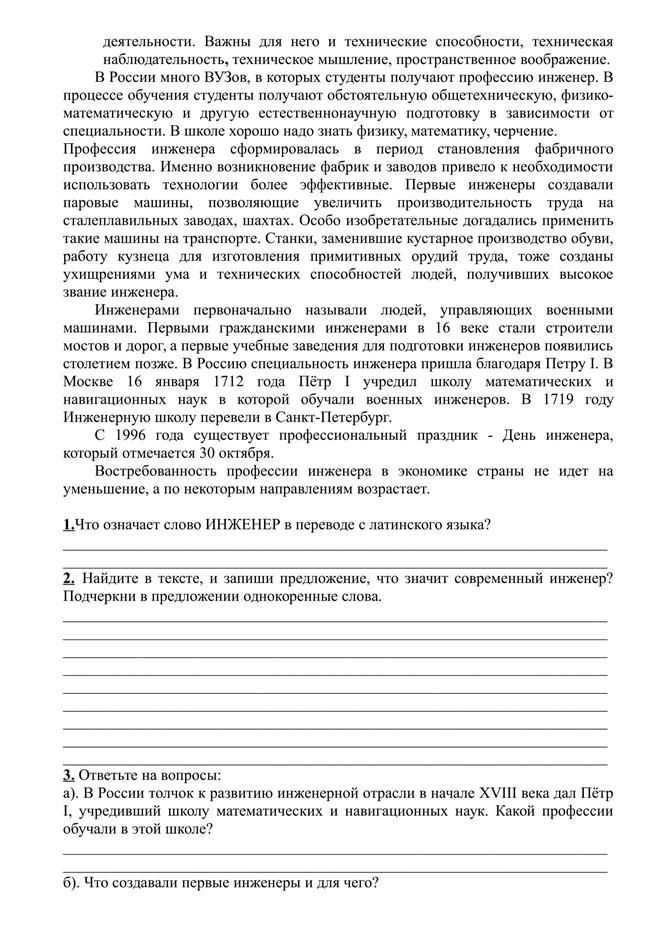 деятельности. Важны для него и технические способности, техническая
наблюдательность, техническое мышление, пространственное воображение.
В России много ВУЗов, в которых студенты получают профессию инженер. В
процессе обучения студенты получают обстоятельную общетехническую, физико-
математическую и другую естественнонаучную подготовку в зависимости от
специальности. В школе хорошо надо знать физику, математику, черчение.
Профессия инженера сформировалась в период становления фабричного
производства. Именно возникновение фабрик и заводов привело к необходимости
использовать технологии более эффективные. Первые инженеры создавали
паровые машины, позволяющие увеличить производительность труда на
сталеплавильных заводах, шахтах. Особо изобретательные догадались применить
такие машины на транспорте. Станки, заменившие кустарное производство обуви,
работу кузнеца для изготовления примитивных орудий труда, тоже созданы
ухищрениями ума и технических способностей людей, получивших высокое
звание инженера.
Инженерами первоначально называли людей, управляющих военными
машинами. Первыми гражданскими инженерами в 16 веке стали строители
мостов и дорог, а первые учебные заведения для подготовки инженеров появились
столетием позже. В Россию специальность инженера пришла благодаря Петру I. В
Москве 16 января 1712 года Пётр I учредил школу математических и
навигационных наук в которой обучали военных инженеров. В 1719 году
Инженерную школу перевели в Санкт-Петербург.
С 1996 года существует профессиональный праздник - День инженера,
который отмечается 30 октября.
Востребованность профессии инженера в экономике страны не идет на
уменьшение, а по некоторым направлениям возрастает.
1.Что означает слово ИНЖЕНЕР в переводе с латинского языка?
2. Найдите в тексте, и запиши предложение, что значит современный инженер?
Подчеркни в предложении однокоренные слова.
3. Ответьте на вопросы:
а). В России толчок к развитию инженерной отрасли в начале XVIII века дал Пётр
I, учредивший школу математических и навигационных наук. Какой профессии
обучали в этой школе?
б). Что создавали первые инженеры и для чего?